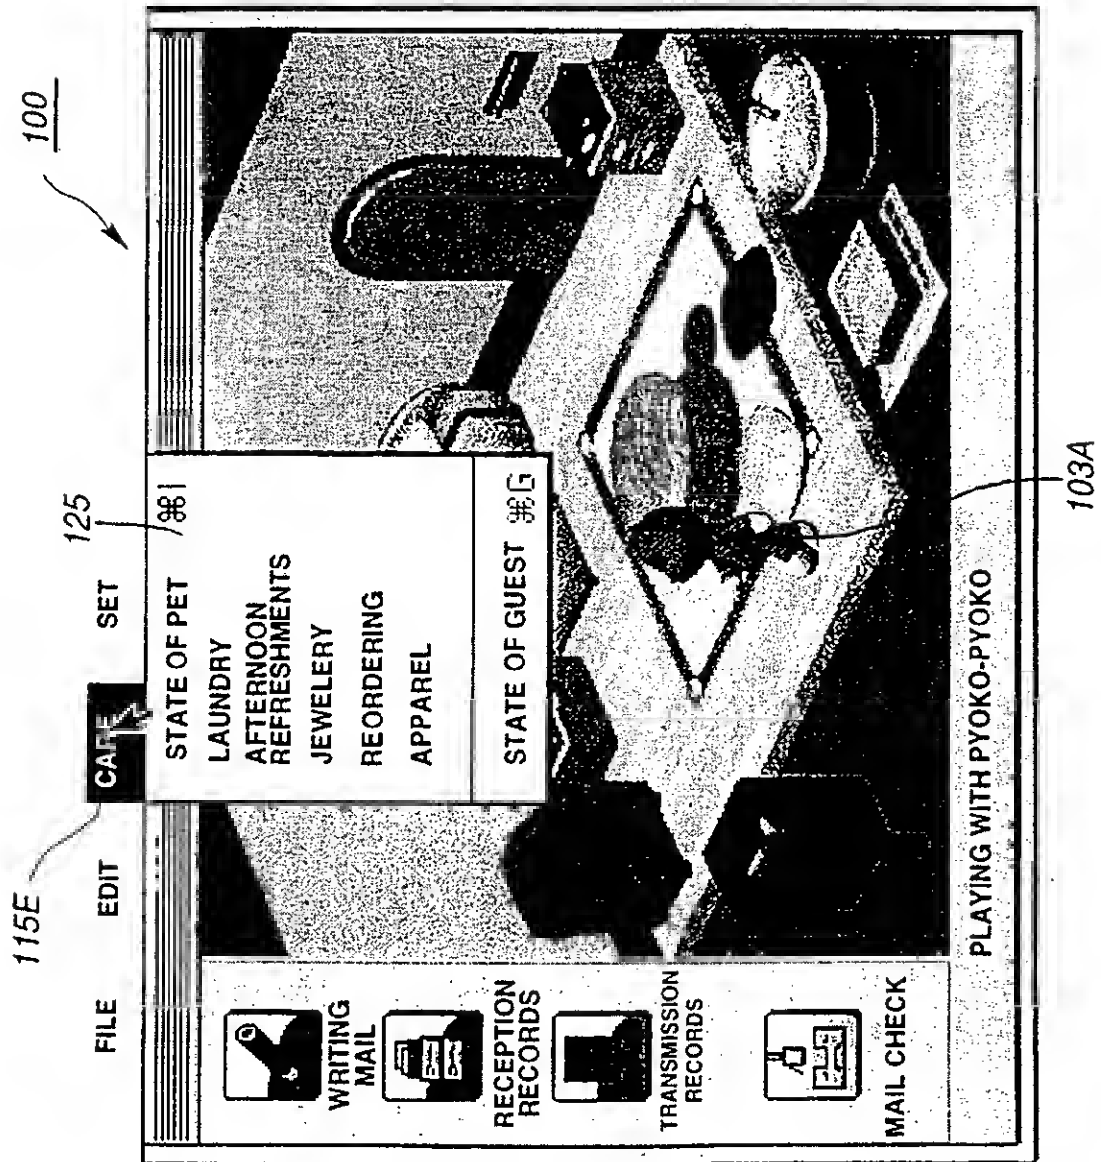 100
115E
125
FILE EDIT CARE SET
STATE OF PET ⌘I
LAUNDRY
AFTERNOON
REFRESHMENTS
JEWELERY
REORDERING
APPAREL
STATE OF GUEST ⌘G
WRITING
MAIL
RECEPTION
RECORDS
TRANSMISSION
RECORDS
MAIL CHECK
PLAYING WITH PYOKO-PYOKO
103A